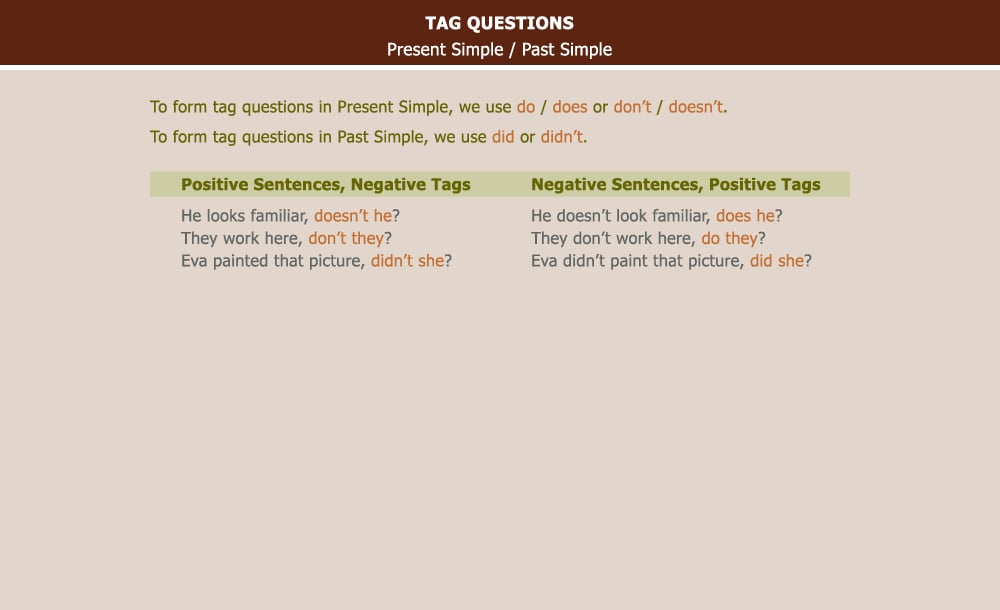 TAG QUESTIONS
Present Simple / Past Simple
To form tag questions in Present Simple, we use do / does or don’t / doesn’t.
To form tag questions in Past Simple, we use did or didn’t.
Positive Sentences, Negative Tags
He looks familiar, doesn’t he?
They work here, don’t they?
Eva painted that picture, didn’t she?
Negative Sentences, Positive Tags
He doesn’t look familiar, does he?
They don’t work here, do they?
Eva didn’t paint that picture, did she?